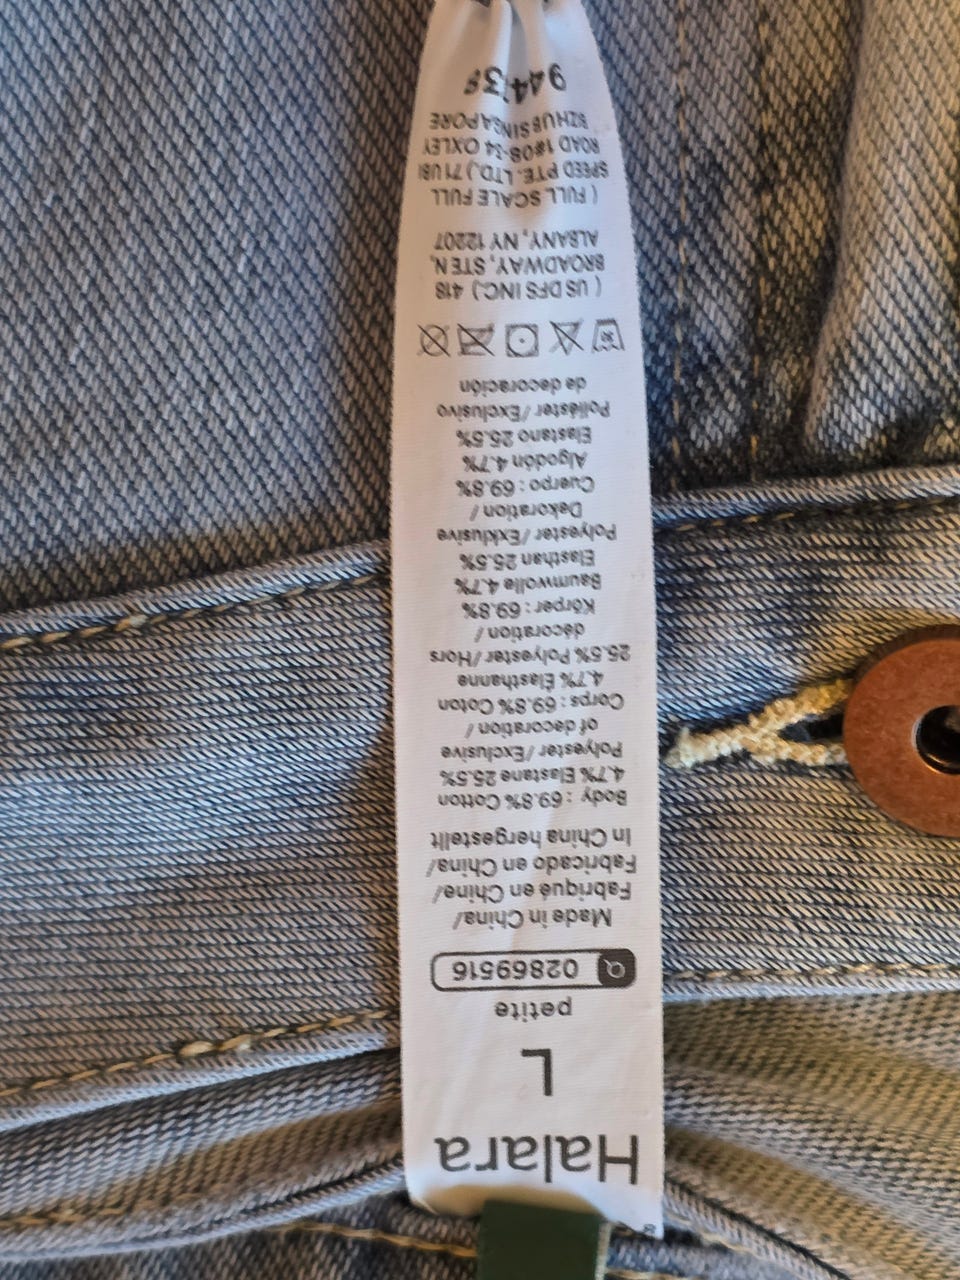 Halara
L
petite
02869516
Made in China/
Fabriqué en Chine/
Fabricado en China/
In China hergestellt
Body : 69.8% Cotton
4.7% Elastane 25.5%
Polyester/Exclusive
of decoration /
Corps : 69.8% Coton
4.7% Élasthanne
25.5% Polyester/Hors
décoration /
Körper : 69.8%
Baumwolle 4.7%
Elasthan 25.5%
Polyester/Exklusive
Dekoration /
Cuerpo : 69.8%
Algodón 4.7%
Elastano 25.5%
Poliéster/Exclusivo
de decoración
( US DFS INC.) 418
BROADWAY, STE N,
ALBANY, NY 12207
( FULL SCALE FULL
SPEED PTE. LTD.) 71 UBI
ROAD 1#08-34 OXLEY
BIZHUB SINGAPORE